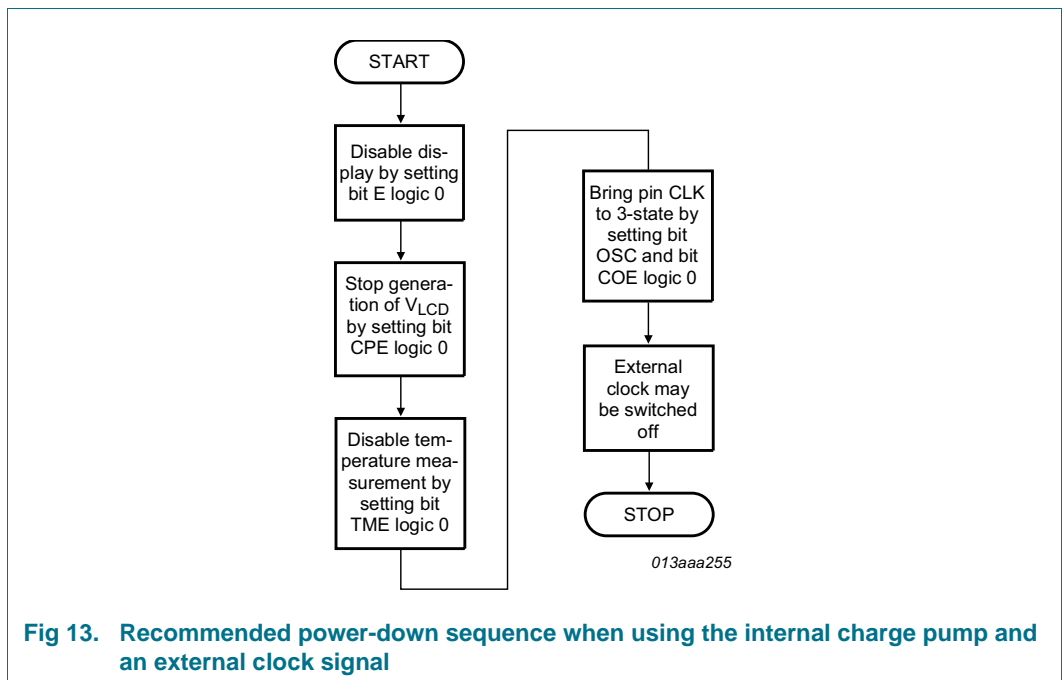 START
Disable dis-
play by setting
bit E logic 0
Stop genera-
tion of VLCD
by setting bit
CPE logic 0
Disable tem-
perature mea-
surement by
setting bit
TME logic 0
Bring pin CLK
to 3-state by
setting bit
OSC and bit
COE logic 0
External
clock may
be switched
off
STOP
013aaa255
Fig 13. Recommended power-down sequence when using the internal charge pump and
an external clock signal